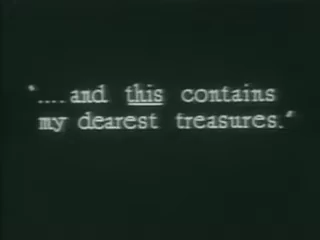 "....and this contains
my dearest treasures."